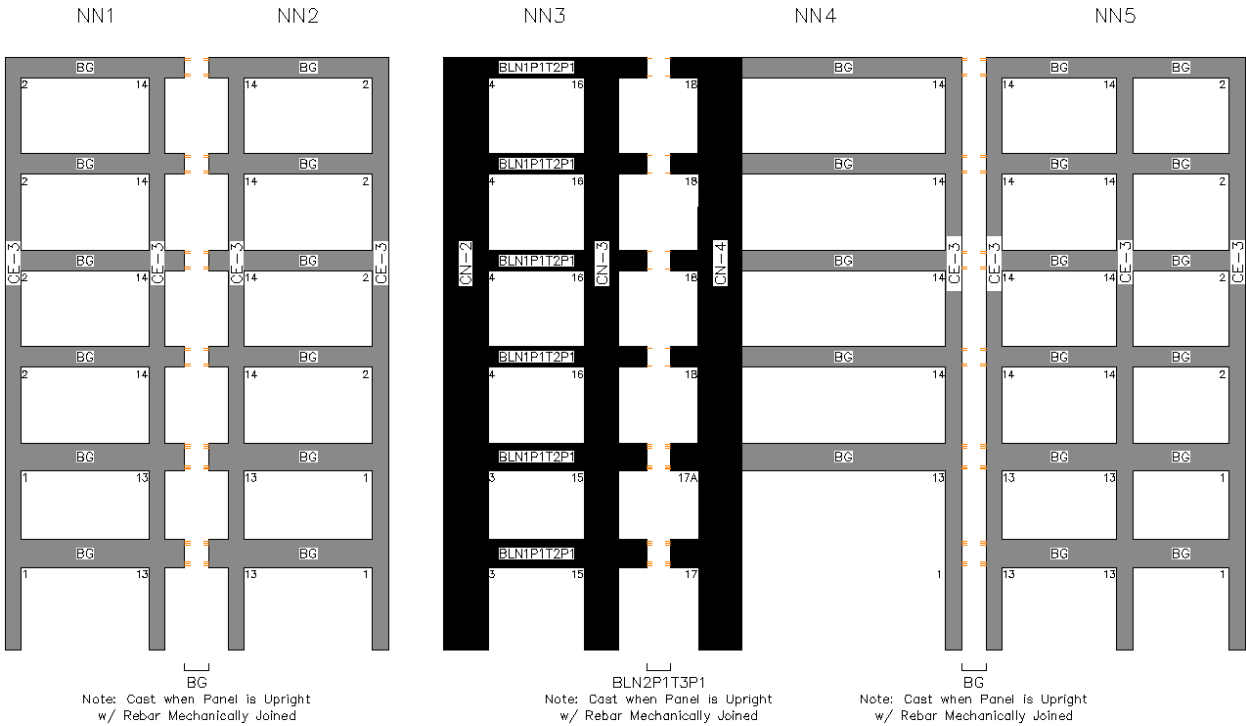 NN1 NN2 NN3 NN4 NN5
BG BG BLN1P1T2P1 BG BG BG
2 14 14 2 4 16 18 14 14 14 2
BG BG BLN1P1T2P1 BG BG BG
2 14 14 2 4 16 18 14 14 14 2
BG BG BLN1P1T2P1 BG BG BG
CE-3 CE-3 CE-3 CE-3 CN-2 CN-3 CN-4 CE-3 CE-3 CE-3 CE-3
2 14 14 2 4 16 18 14 14 14 2
BG BG BLN1P1T2P1 BG BG BG
2 14 14 2 4 16 18 14 14 14 2
BG BG BLN1P1T2P1 BG BG BG
1 13 13 1 3 15 17A 13 13 13 1
BG BG BLN1P1T2P1 BG BG
1 13 13 1 3 15 17 1 13 13 1
BG
Note: Cast when Panel is Upright
w/ Rebar Mechanically Joined
BLN2P1T3P1
Note: Cast when Panel is Upright
w/ Rebar Mechanically Joined
BG
Note: Cast when Panel is Upright
w/ Rebar Mechanically Joined